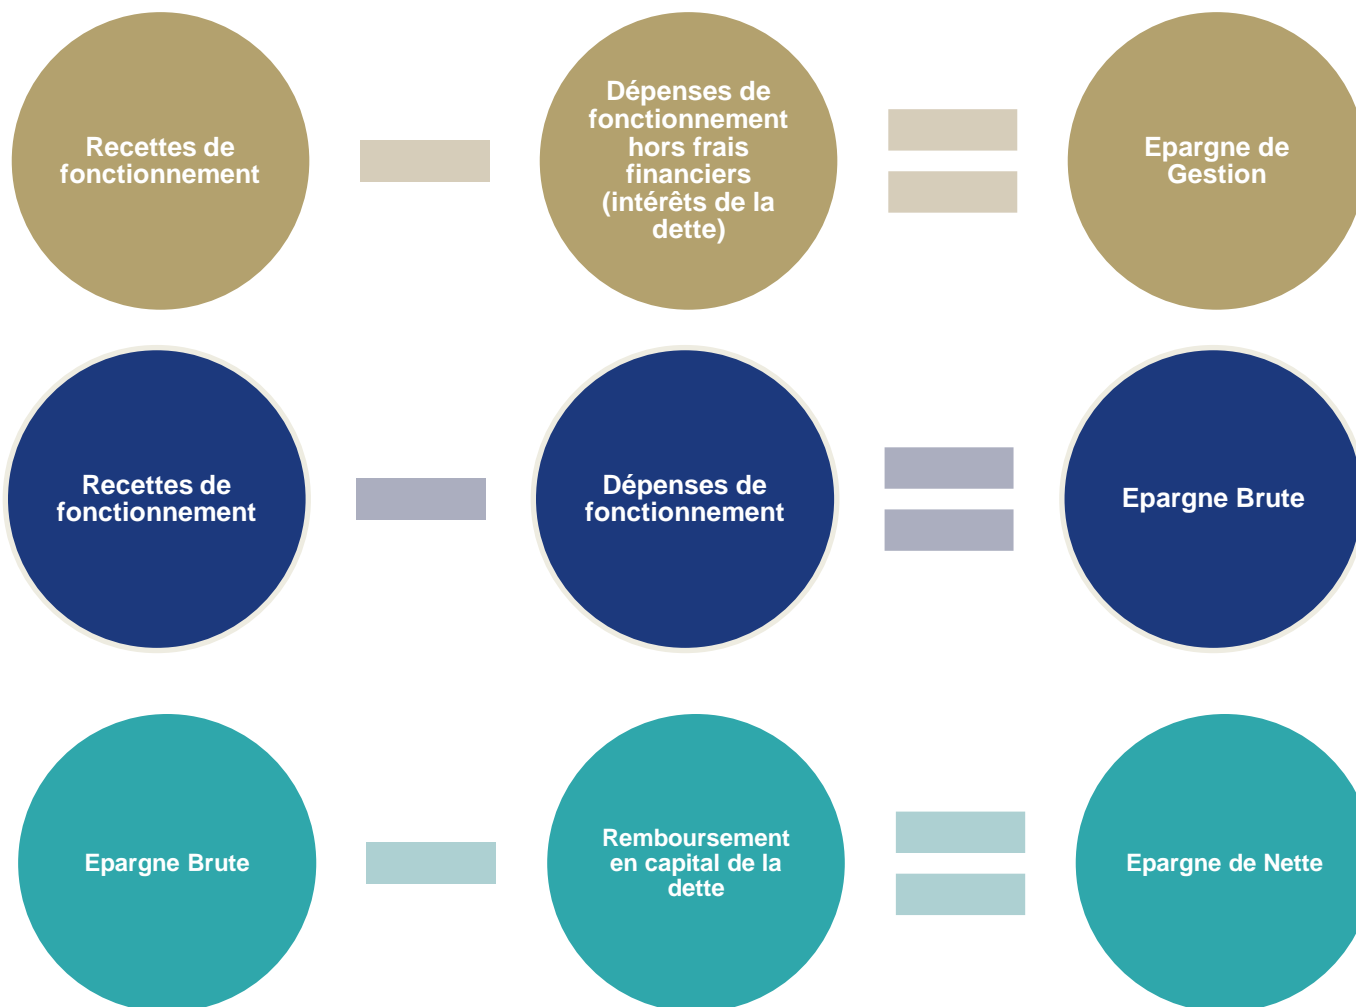 Recettes de
fonctionnement
Dépenses de
fonctionnement
hors frais
financiers
(intérêts de la
dette)
Epargne de
Gestion
Recettes de
fonctionnement
Dépenses de
fonctionnement
Epargne Brute
Epargne Brute
Remboursement
en capital de la
dette
Epargne de Nette